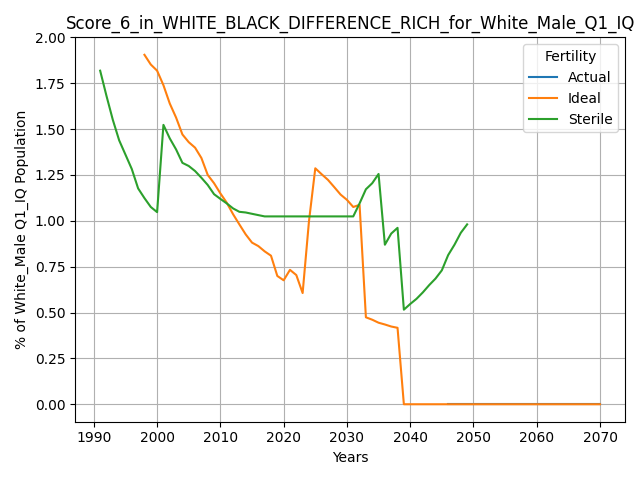 Score_6_in_WHITE_BLACK_DIFFERENCE_RICH_for_White_Male_Q1_IQ
% of White_Male Q1_IQ Population
2.00
1.75
1.50
1.25
1.00
0.75
0.50
0.25
0.00
Fertility
Actual
Ideal
Sterile
1990 2000 2010 2020 2030 2040 2050 2060 2070
Years